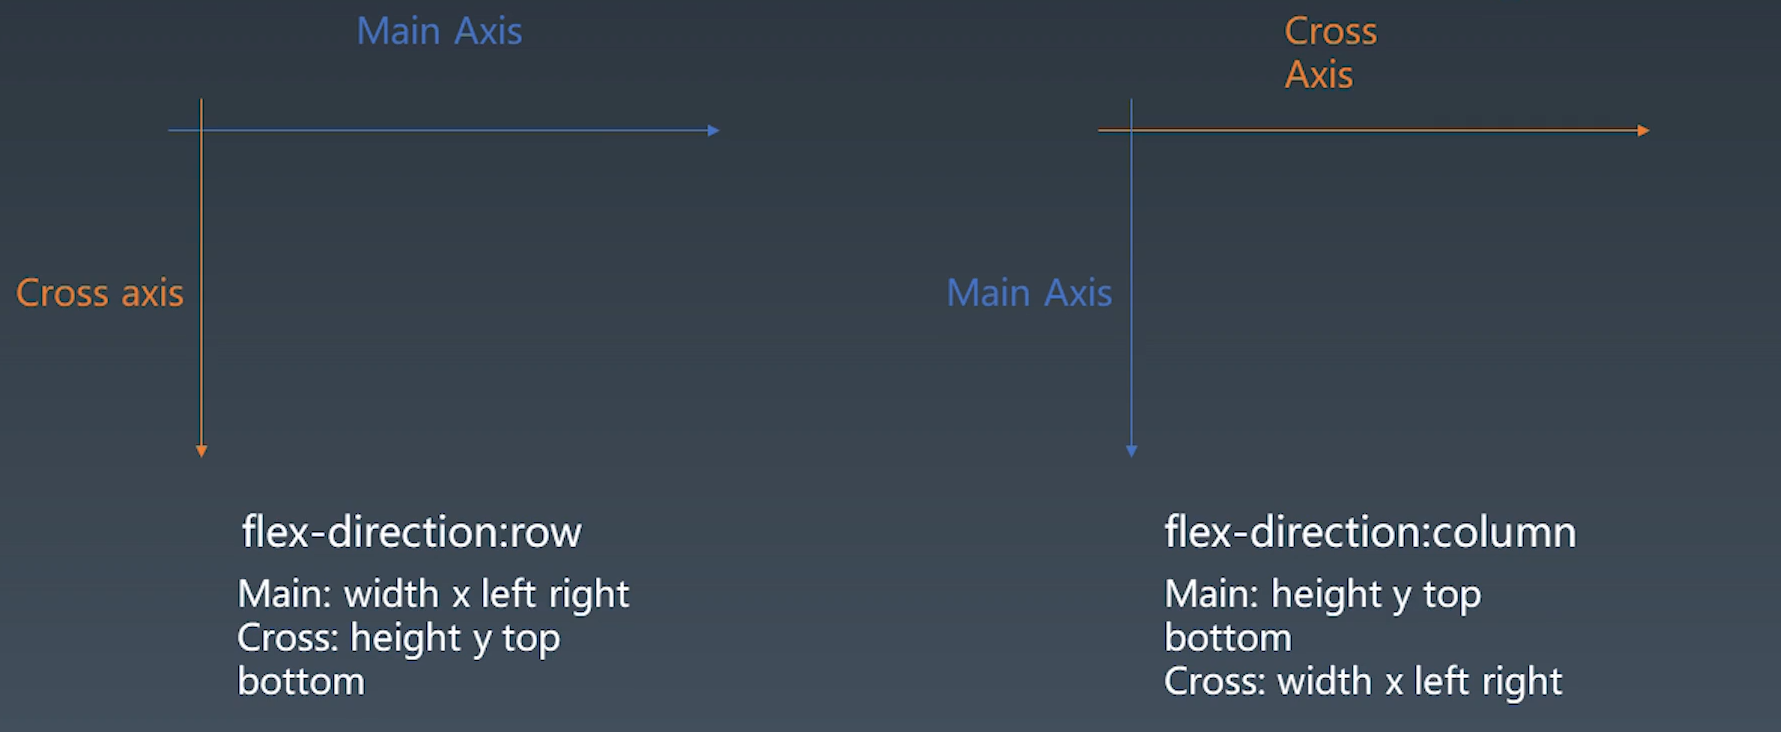 Main Axis
Cross axis
flex-direction:row
Main: width x left right
Cross: height y top
bottom
Cross
Axis
Main Axis
flex-direction:column
Main: height y top
bottom
Cross: width x left right